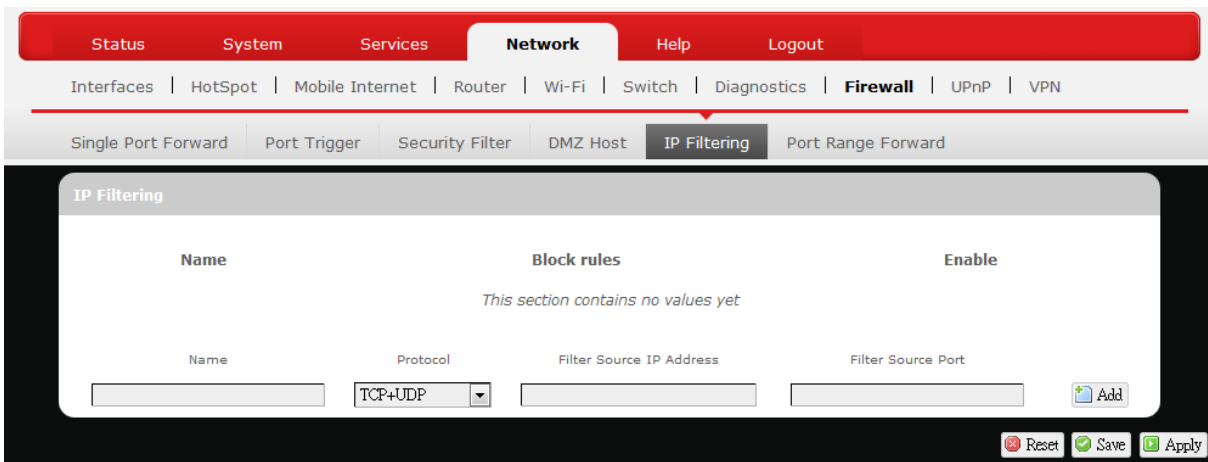 Status System Services Network Help Logout
Interfaces | HotSpot | Mobile Internet | Router | Wi-Fi | Switch | Diagnostics | Firewall | UPnP | VPN
Single Port Forward Port Trigger Security Filter DMZ Host IP Filtering Port Range Forward
IP Filtering
Name Block rules Enable
This section contains no values yet
Name Protocol Filter Source IP Address Filter Source Port
TCP+UDP Add
Reset Save Apply